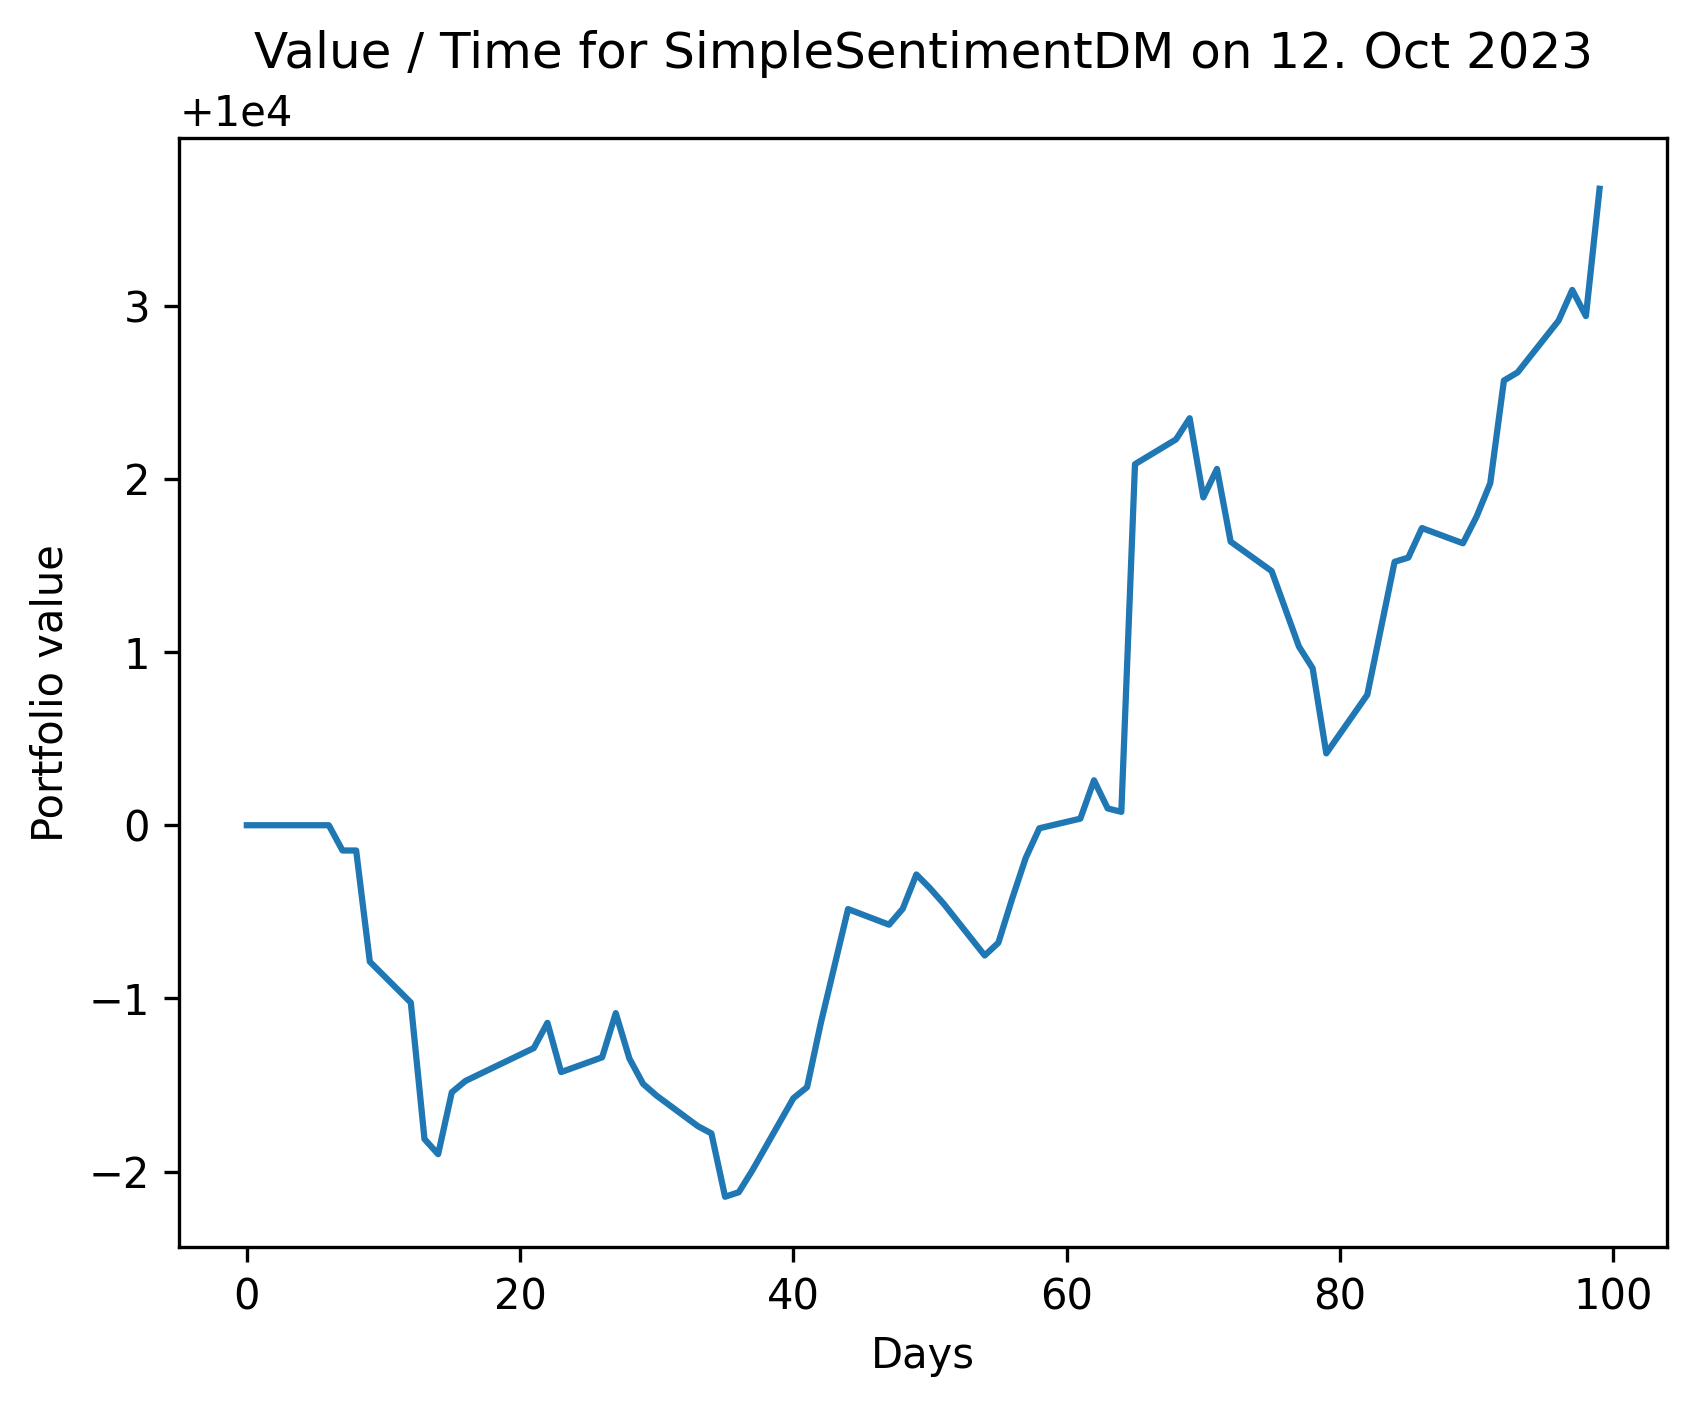 Value / Time for SimpleSentimentDM on 12. Oct 2023
+1e4
3
2
1
0
−1
−2
Portfolio value
0 20 40 60 80 100
Days